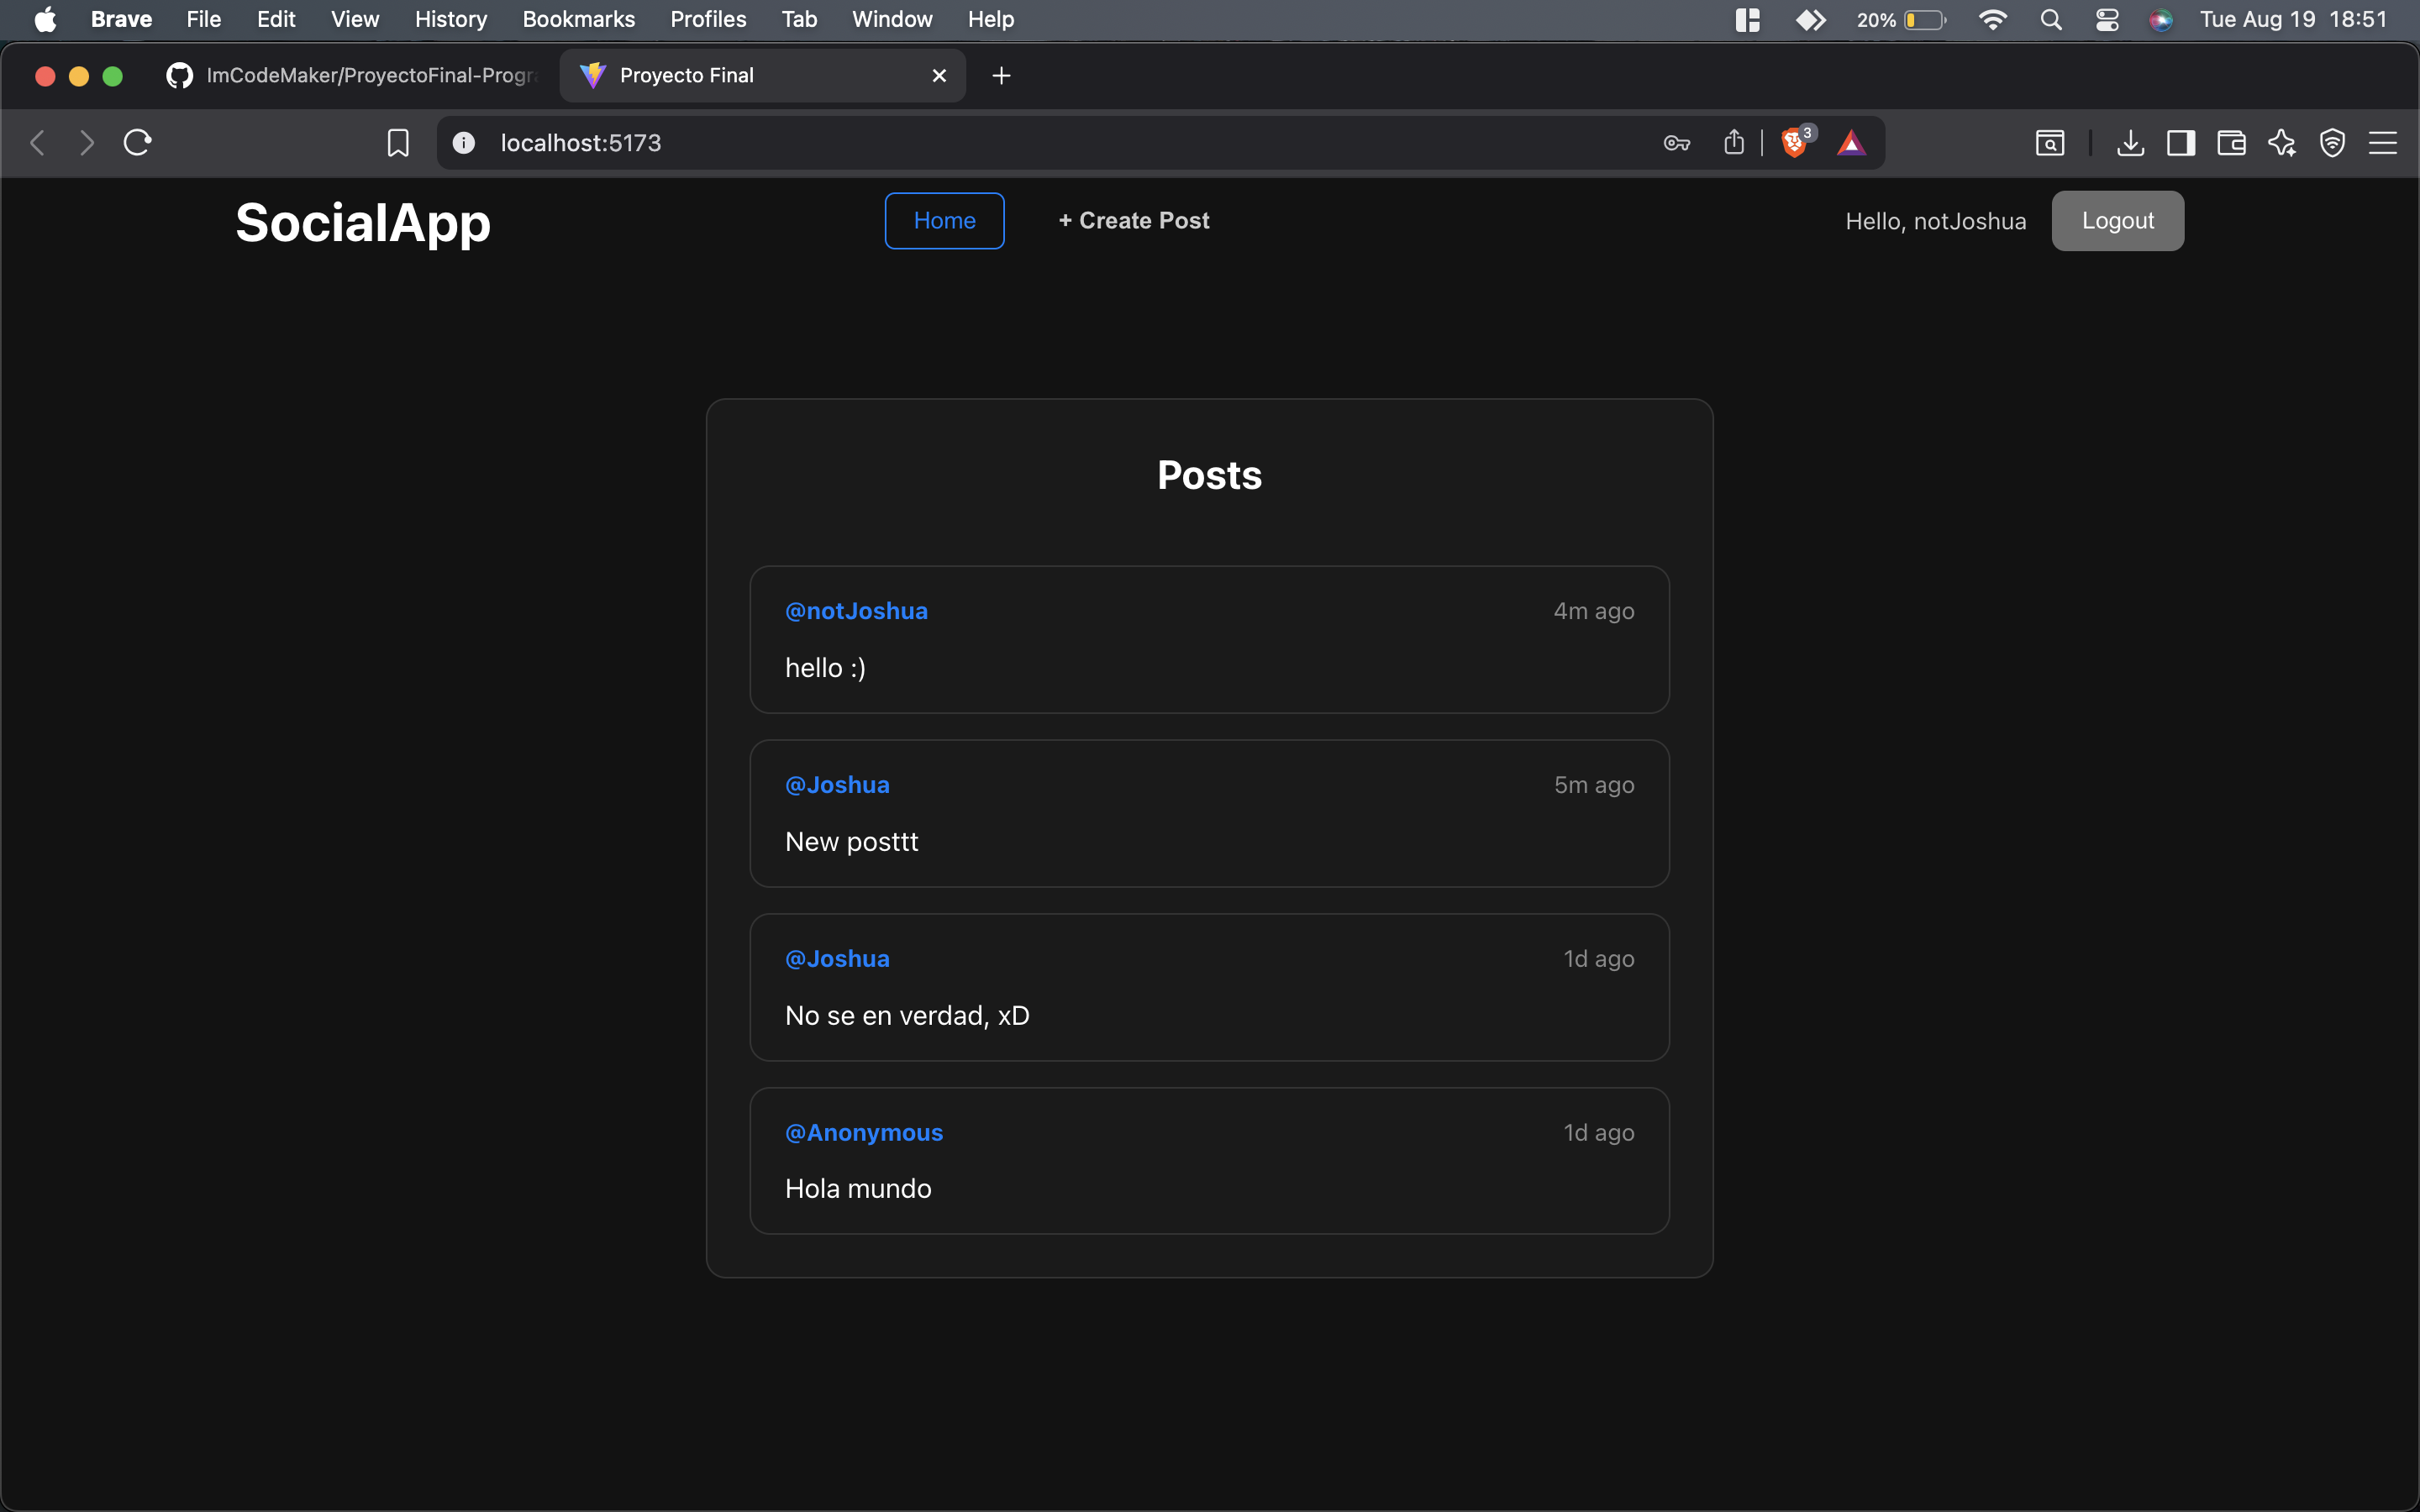 Brave File Edit View History Bookmarks Profiles Tab Window Help 20% Tue Aug 19 18:51
ImCodeMaker/ProyectoFinal-Progr Proyecto Final
localhost:5173 3
SocialApp Home + Create Post Hello, notJoshua Logout
Posts
@notJoshua 4m ago
hello :)
@Joshua 5m ago
New posttt
@Joshua 1d ago
No se en verdad, xD
@Anonymous 1d ago
Hola mundo